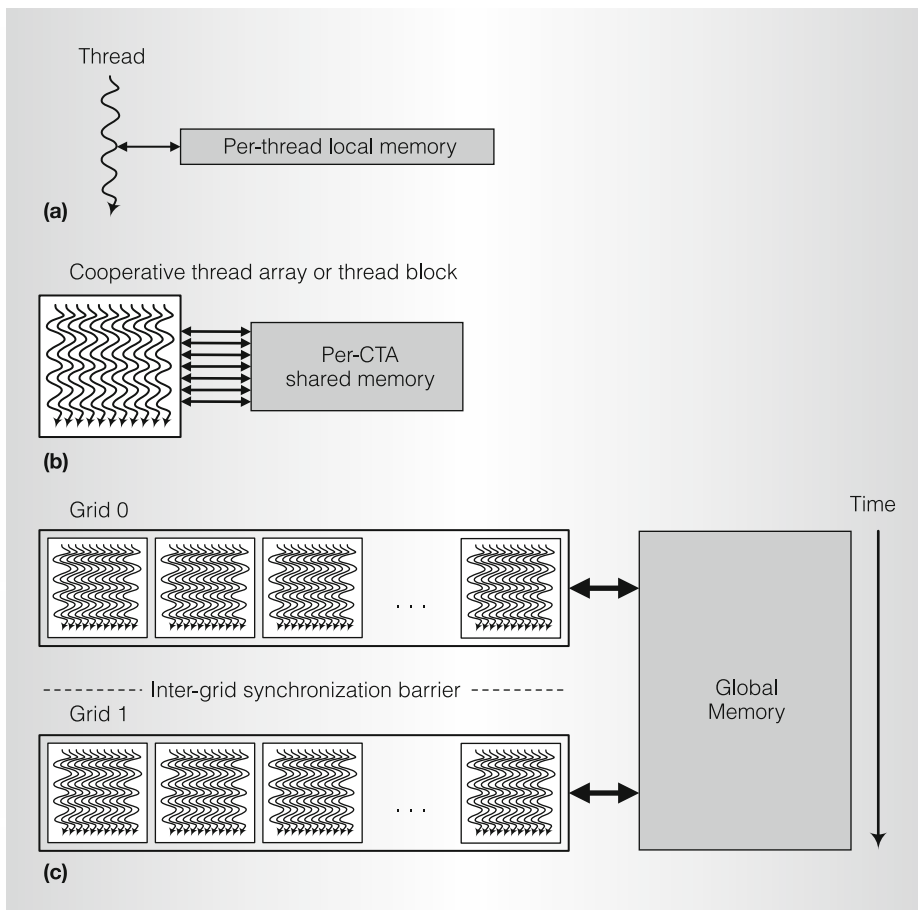 Thread
Per-thread local memory
(a)
Cooperative thread array or thread block
Per-CTA
shared memory
(b)
Grid 0
Time
. . .
Inter-grid synchronization barrier
Global
Memory
Grid 1
. . .
(c)